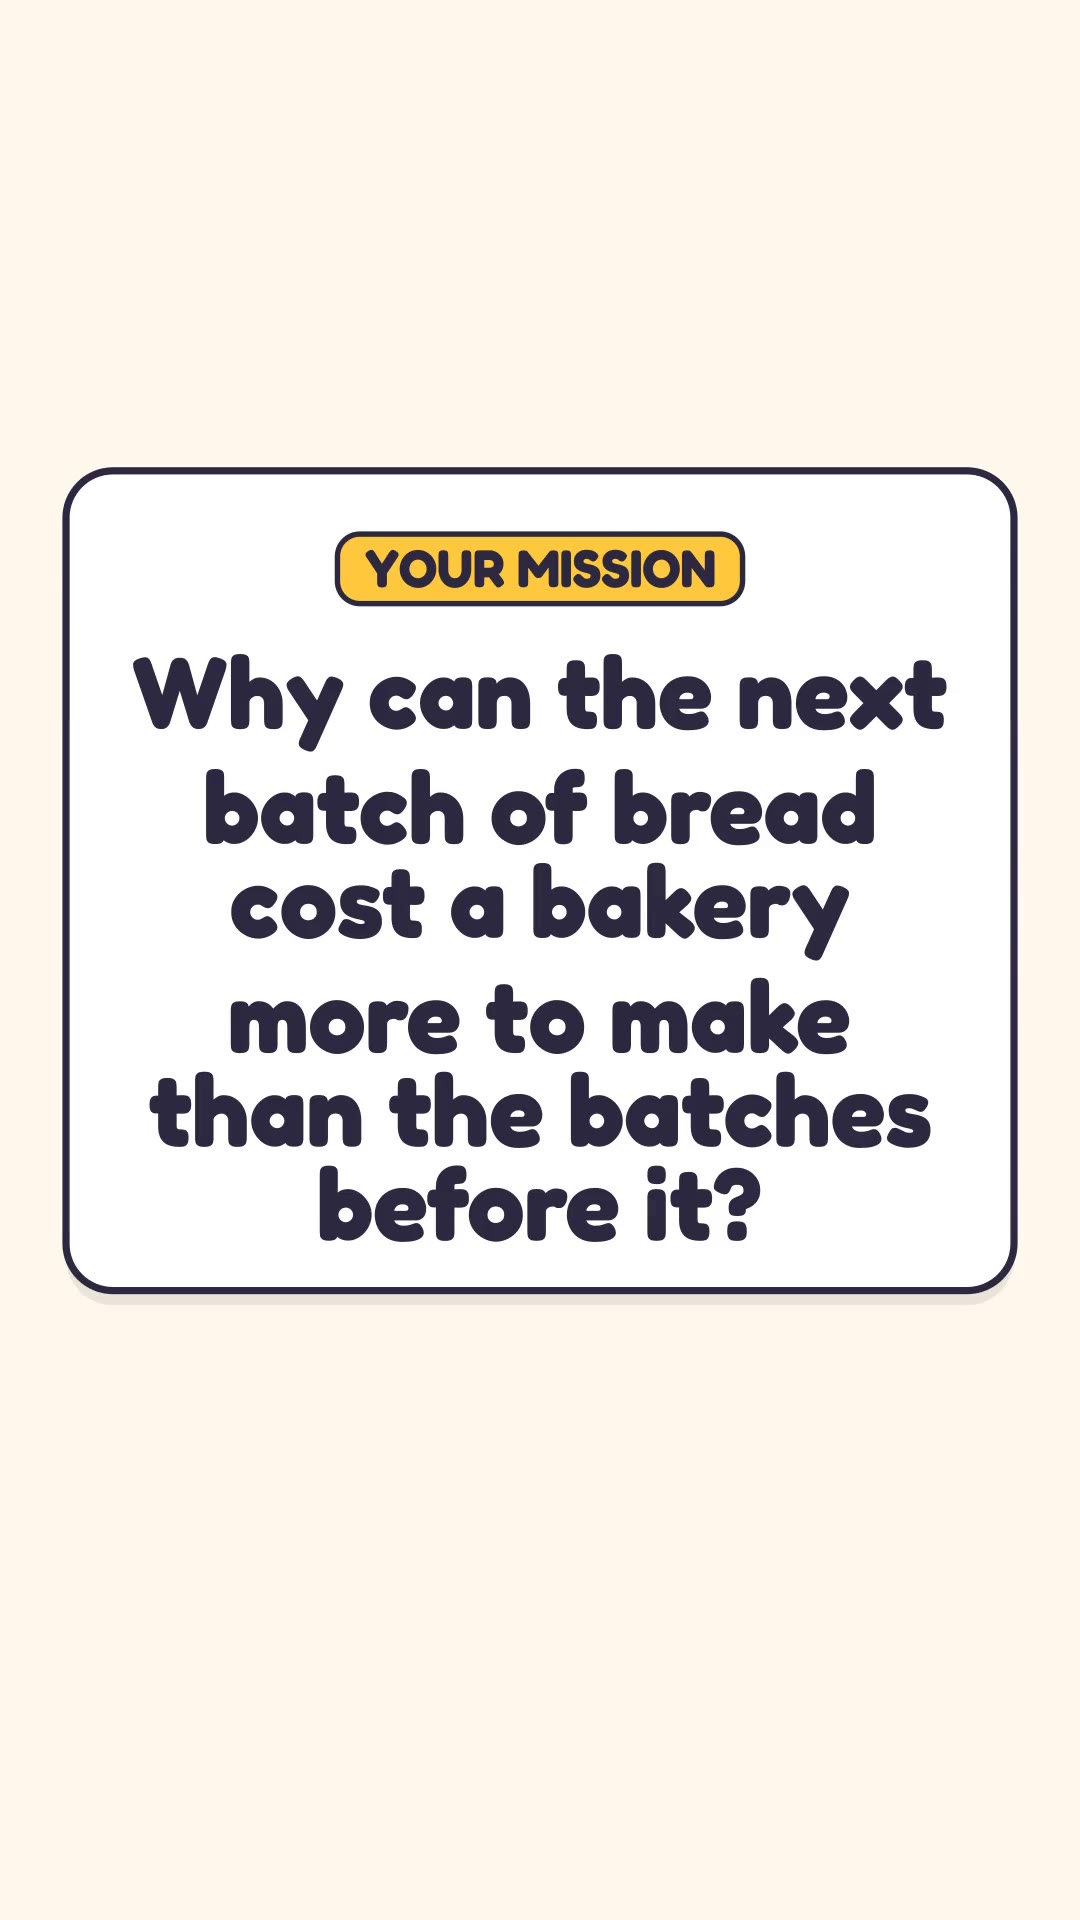 YOUR MISSION
Why can the next
batch of bread
cost a bakery
more to make
than the batches
before it?